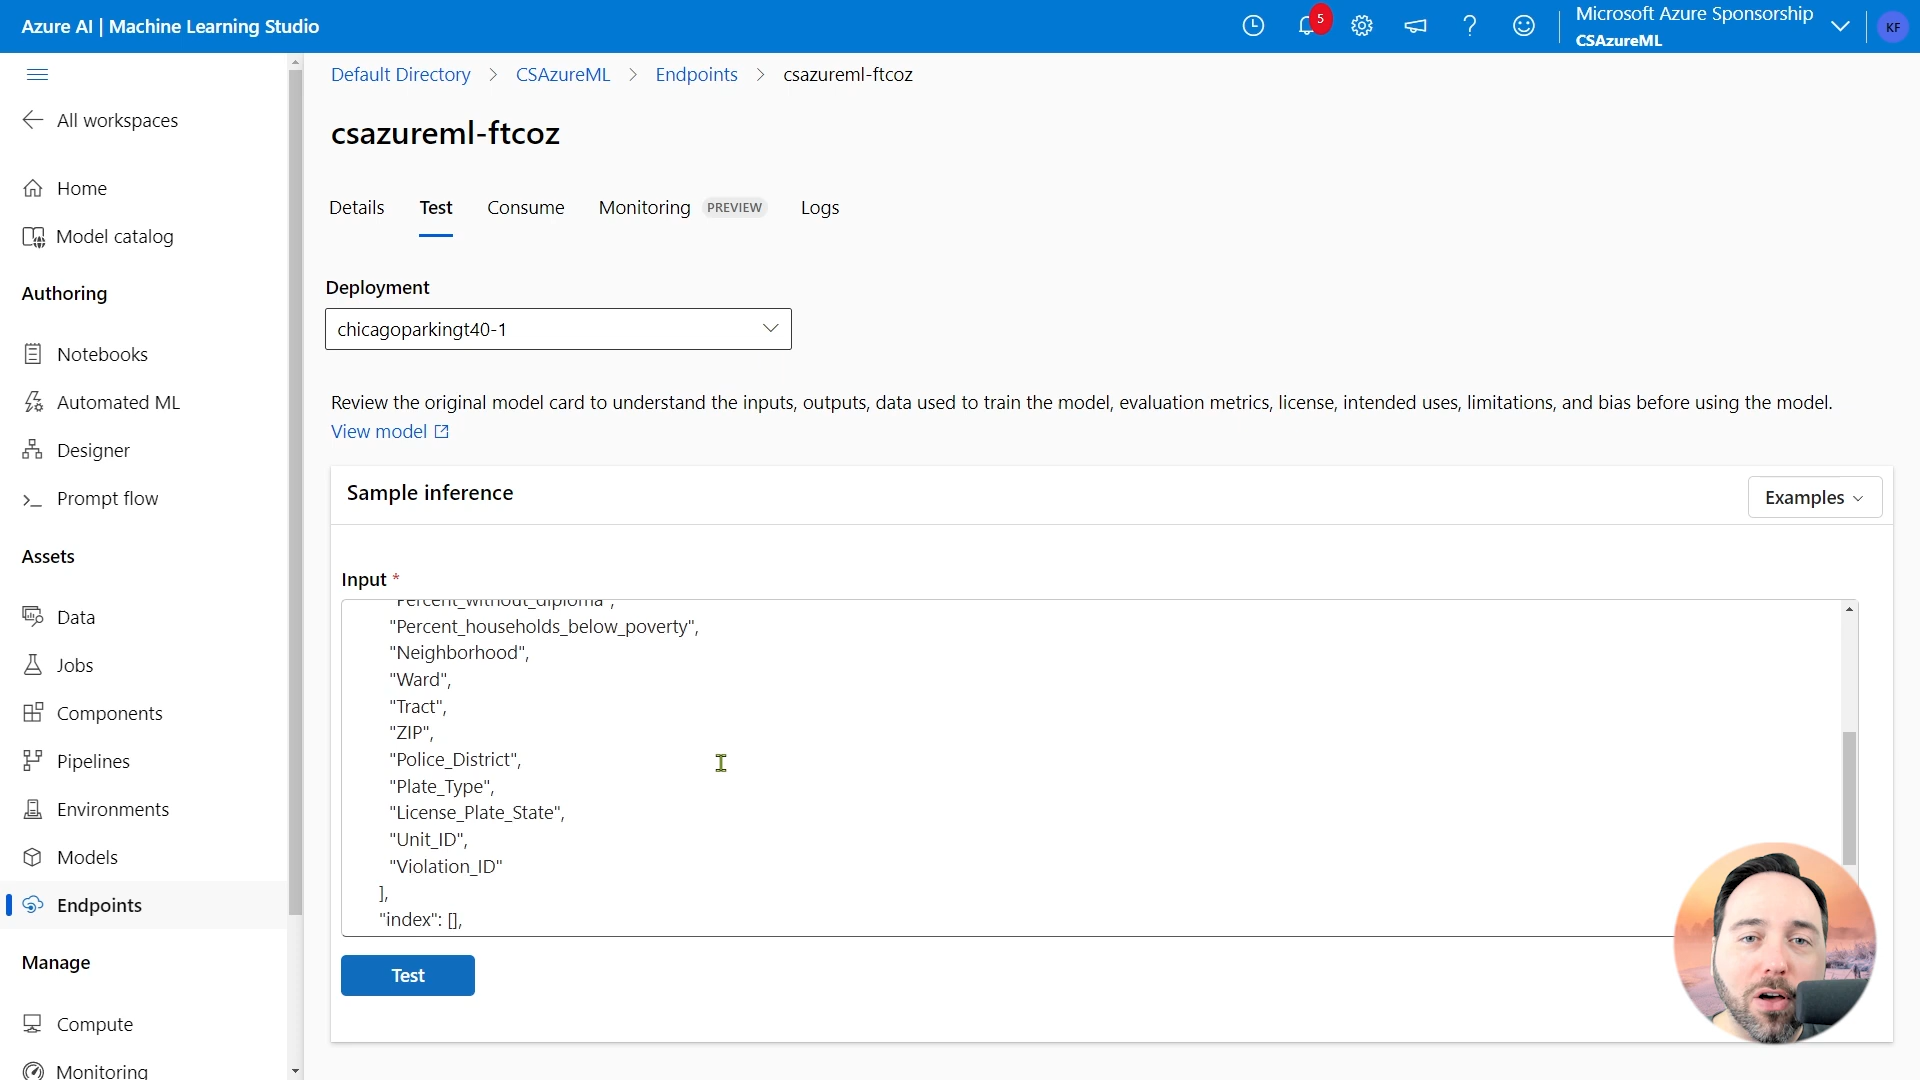 Azure AI | Machine Learning Studio
5
Microsoft Azure Sponsorship
CSAzureML
KF
All workspaces
Home
Model catalog
Authoring
Notebooks
Automated ML
Designer
Prompt flow
Assets
Data
Jobs
Components
Pipelines
Environments
Models
Endpoints
Manage
Compute
Monitoring
Default Directory > CSAzureML > Endpoints > csazureml-ftcoz
csazureml-ftcoz
Details Test Consume Monitoring PREVIEW Logs
Deployment
chicagoparkingt40-1
Review the original model card to understand the inputs, outputs, data used to train the model, evaluation metrics, license, intended uses, limitations, and bias before using the model.
View model
Sample inference
Examples
Input *
"Percent_without_diploma",
"Percent_households_below_poverty",
"Neighborhood",
"Ward",
"Tract",
"ZIP",
"Police_District",
"Plate_Type",
"License_Plate_State",
"Unit_ID",
"Violation_ID"
],
"index": [],
Test